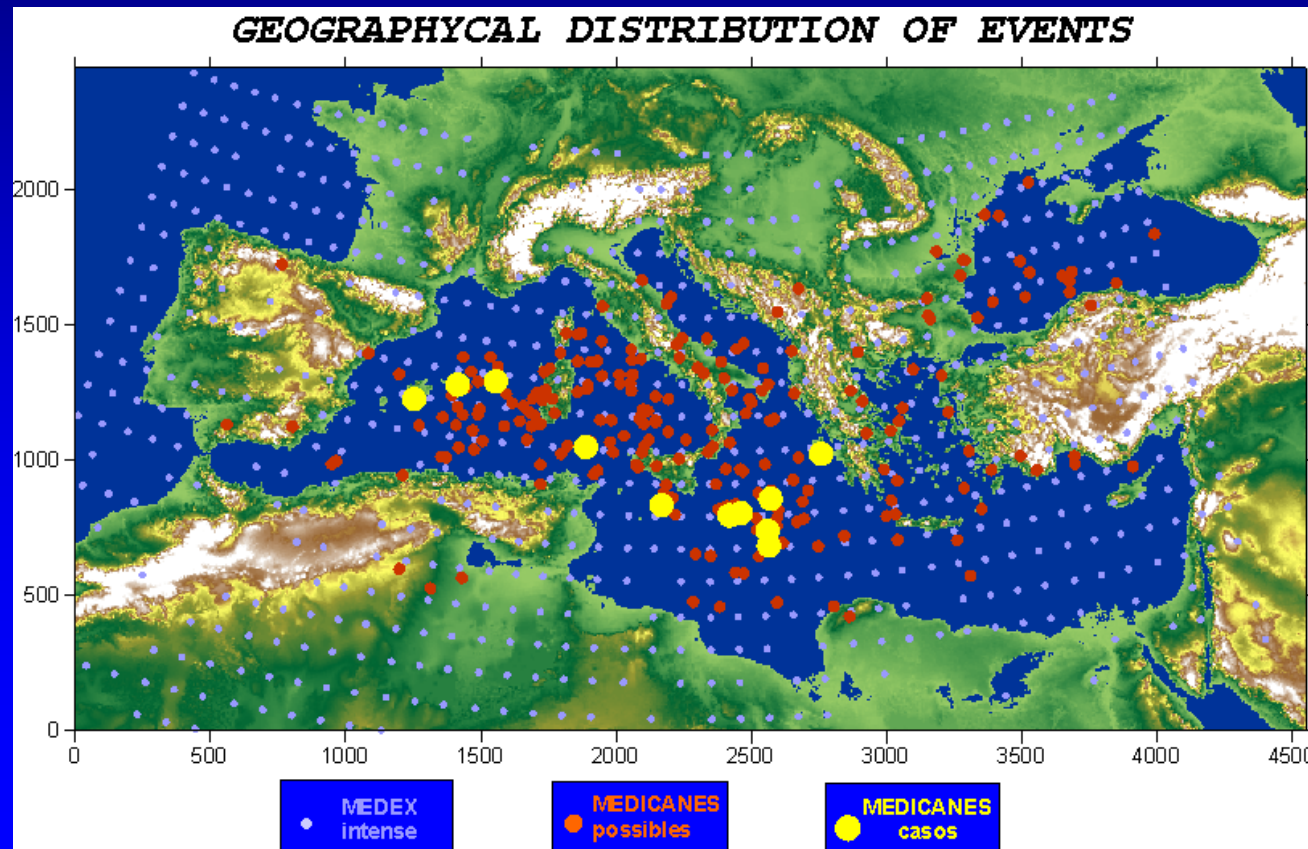 GEOGRAPHYCAL DISTRIBUTION OF EVENTS
2000
1500
1000
500
0
0 500 1000 1500 2000 2500 3000 3500 4000 4500
MEDEX
intense
MEDICANES
possibles
MEDICANES
casos